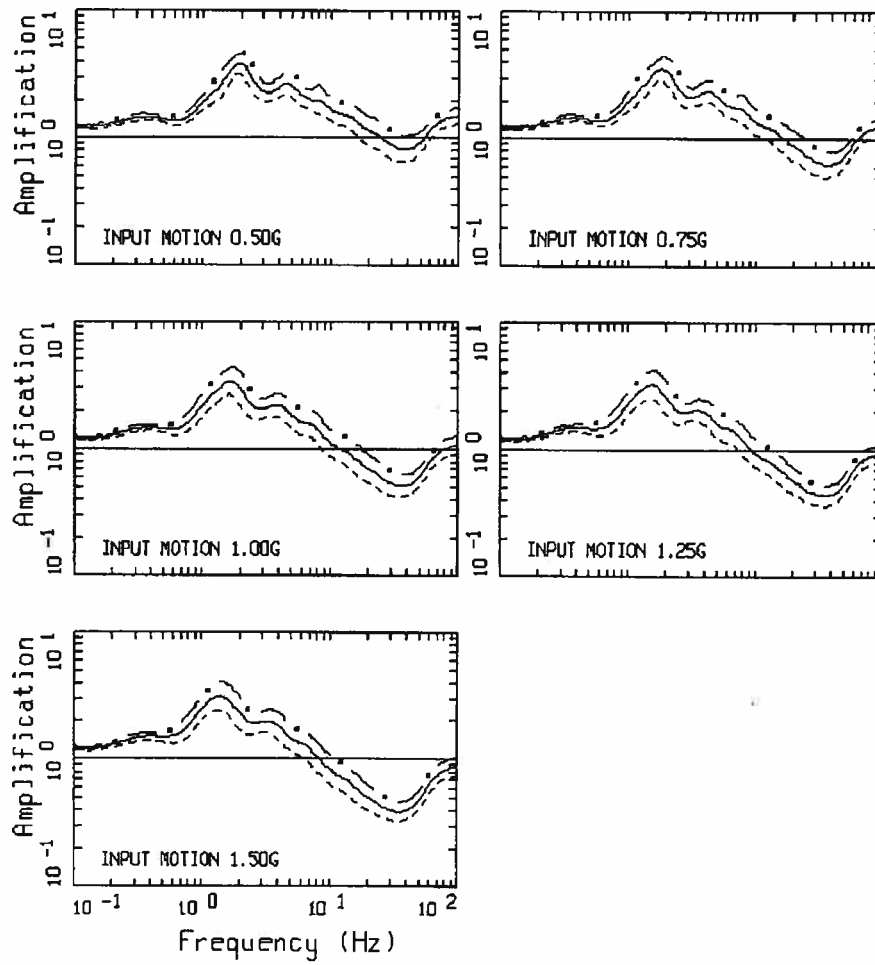 Amplification
10 1
10 0
10 -1
INPUT MOTION 0.50G
10 1
10 0
10 -1
INPUT MOTION 0.75G
Amplification
10 1
10 0
10 -1
INPUT MOTION 1.00G
10 1
10 0
10 -1
INPUT MOTION 1.25G
Amplification
10 1
10 0
10 -1
INPUT MOTION 1.50G
10 -1 10 0 10 1 10 2
Frequency (Hz)